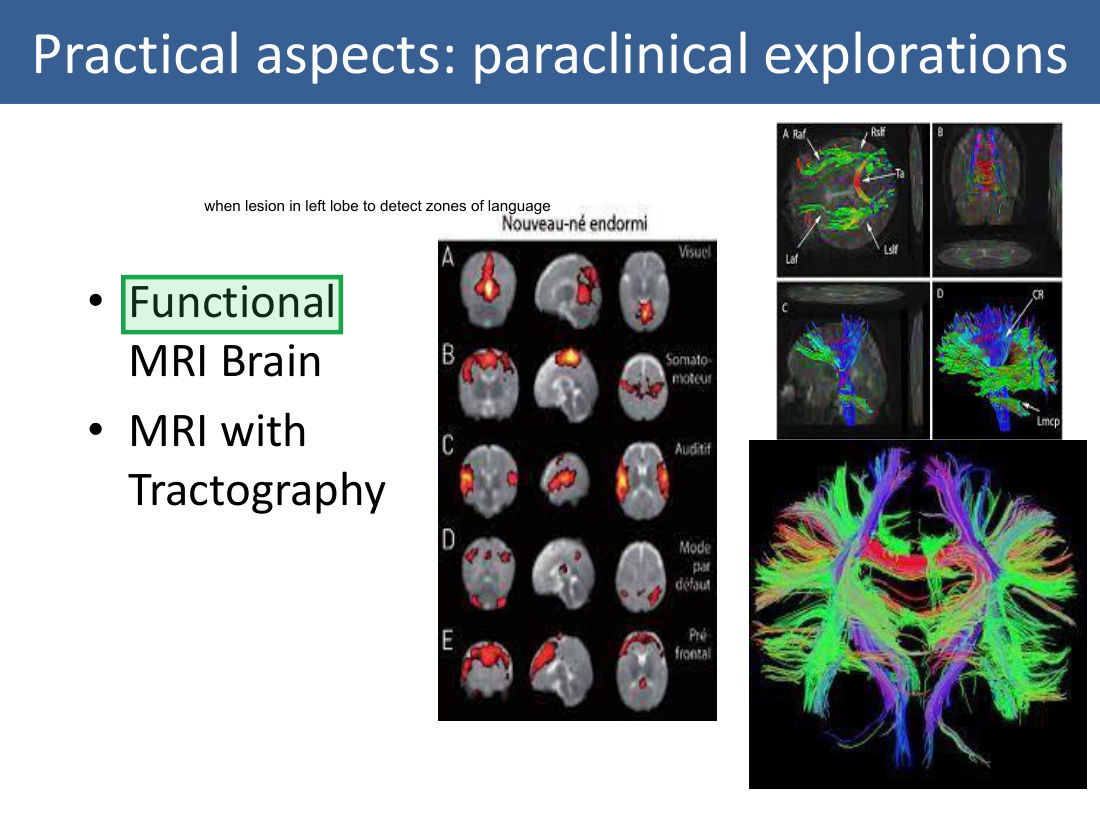 Practical aspects: paraclinical explorations
when lesion in left lobe to detect zones of language
• Functional
MRI Brain
• MRI with
Tractography
Nouveau-né endormi
A
Visuel
B
Somato-
moteur
C
Auditif
D
Mode
par
défaut
E
Pré-
frontal
A Raf
Rslf
Ta
Laf
Lslf
B
C
D
CR
Lmcp